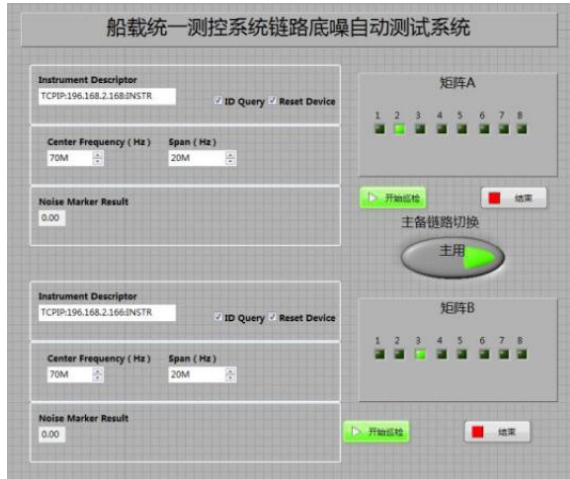 船载统一测控系统链路底噪自动测试系统
Instrument Descriptor
TCPIP:196.168.2.168:INSTR
ID Query
Reset Device
Center Frequency ( Hz )
Span ( Hz )
70M
20M
Noise Marker Result
0.00
矩阵A
1 2 3 4 5 6 7 8
开始巡检
结束
主备链路切换
主用
Instrument Descriptor
TCPIP:196.168.2.166:INSTR
ID Query
Reset Device
Center Frequency ( Hz )
Span ( Hz )
70M
20M
Noise Marker Result
0.00
矩阵B
1 2 3 4 5 6 7 8
开始巡检
结束